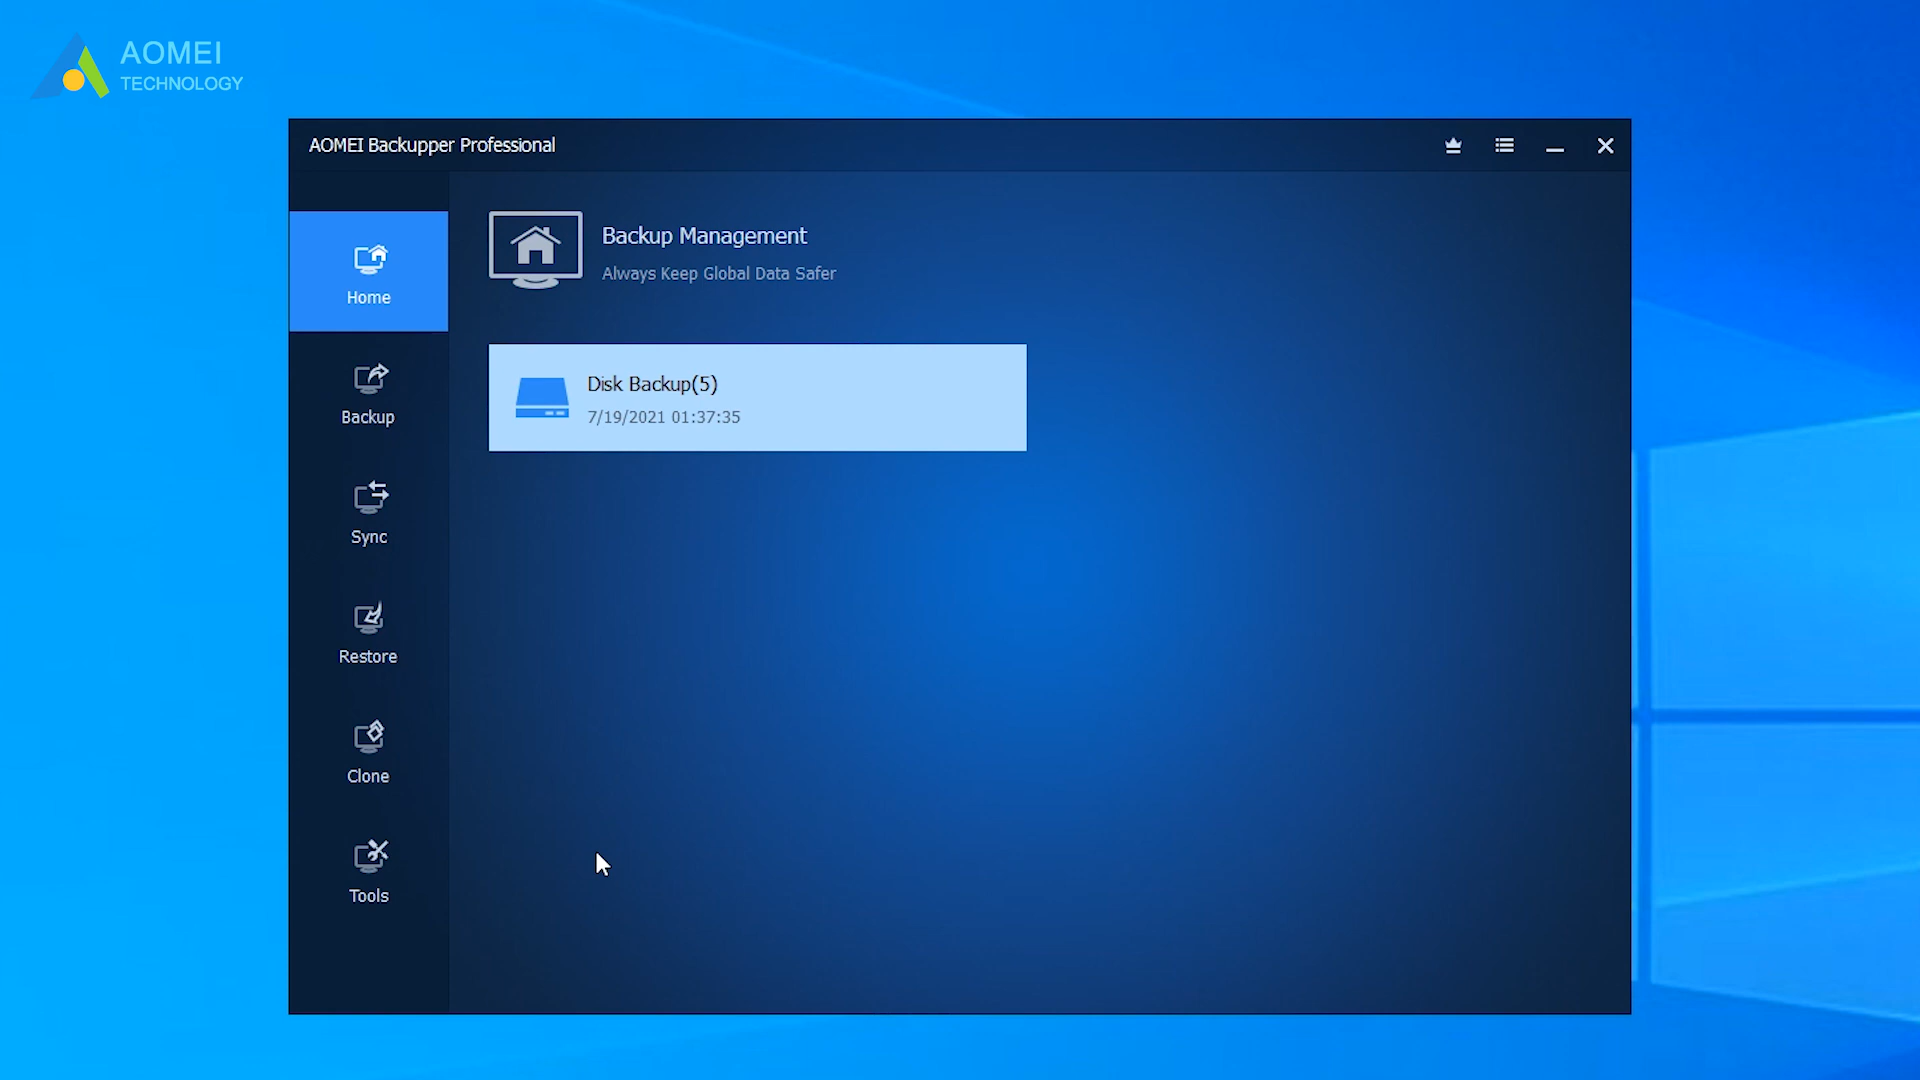 AOMEI
TECHNOLOGY
AOMEI Backupper Professional
Home
Backup
Sync
Restore
Clone
Tools
Backup Management
Always Keep Global Data Safer
Disk Backup(5)
7/19/2021 01:37:35